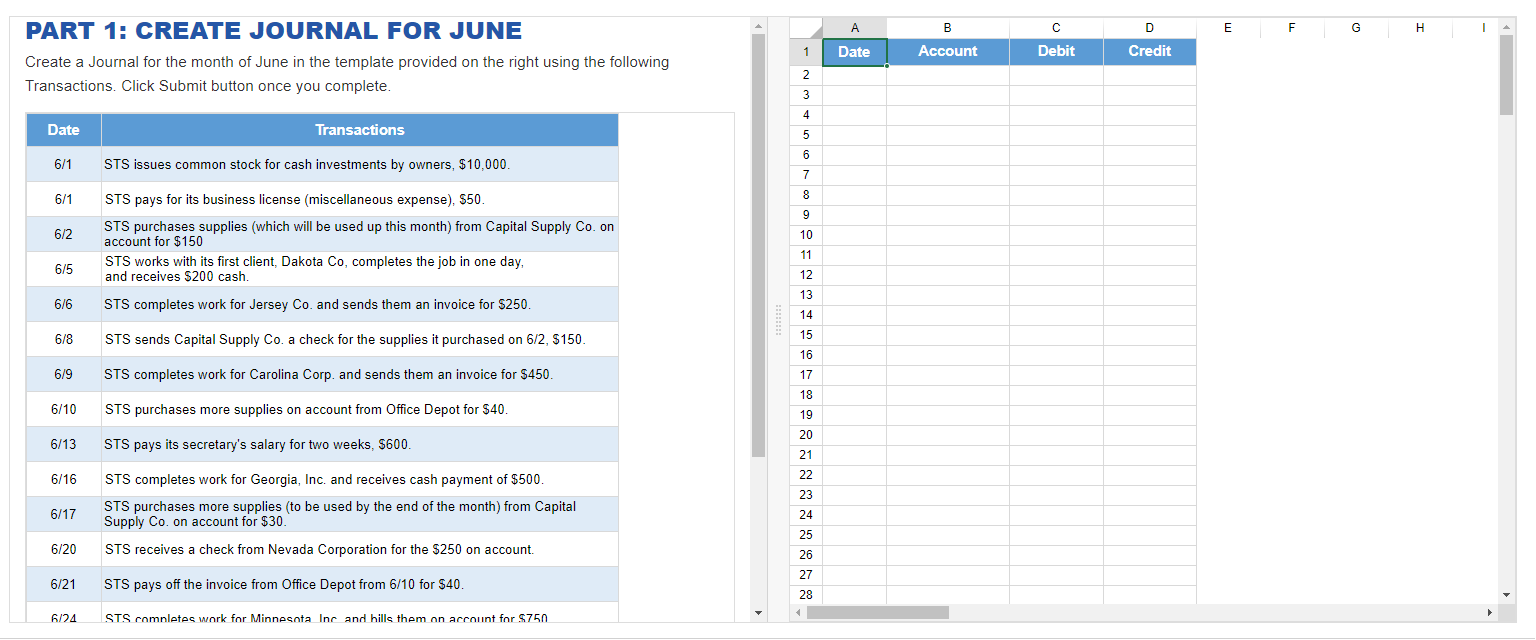 PART 1: CREATE JOURNAL FOR JUNE
Create a Journal for the month of June in the template provided on the right using the following
Transactions. Click Submit button once you complete.
Date Transactions
6/1 STS issues common stock for cash investments by owners, $10,000.
6/1 STS pays for its business license (miscellaneous expense), $50.
6/2 STS purchases supplies (which will be used up this month) from Capital Supply Co. on
account for $150
6/5 STS works with its first client, Dakota Co, completes the job in one day,
and receives $200 cash.
6/6 STS completes work for Jersey Co. and sends them an invoice for $250.
6/8 STS sends Capital Supply Co. a check for the supplies it purchased on 6/2, $150.
6/9 STS completes work for Carolina Corp. and sends them an invoice for $450.
6/10 STS purchases more supplies on account from Office Depot for $40.
6/13 STS pays its secretary's salary for two weeks, $600.
6/16 STS completes work for Georgia, Inc. and receives cash payment of $500.
6/17 STS purchases more supplies (to be used by the end of the month) from Capital
Supply Co. on account for $30.
6/20 STS receives a check from Nevada Corporation for the $250 on account.
6/21 STS pays off the invoice from Office Depot from 6/10 for $40.
6/24 STS completes work for Minnesota, Inc. and bills them on account for $750
A B C D E F G H I
1 Date Account Debit Credit
2
3
4
5
6
7
8
9
10
11
12
13
14
15
16
17
18
19
20
21
22
23
24
25
26
27
28